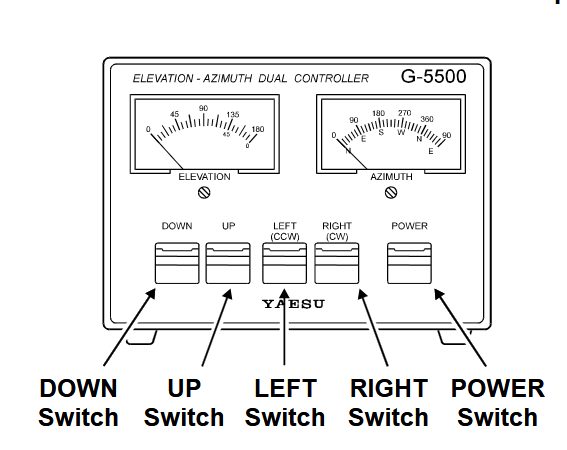 ELEVATION - AZIMUTH DUAL CONTROLLER G-5500
0 45 90 135 180
45 0
ELEVATION
0 90 180 270 360 90
N E S W N E
AZIMUTH
DOWN UP LEFT (CCW) RIGHT (CW) POWER
YAESU
DOWN Switch
UP Switch
LEFT Switch
RIGHT Switch
POWER Switch